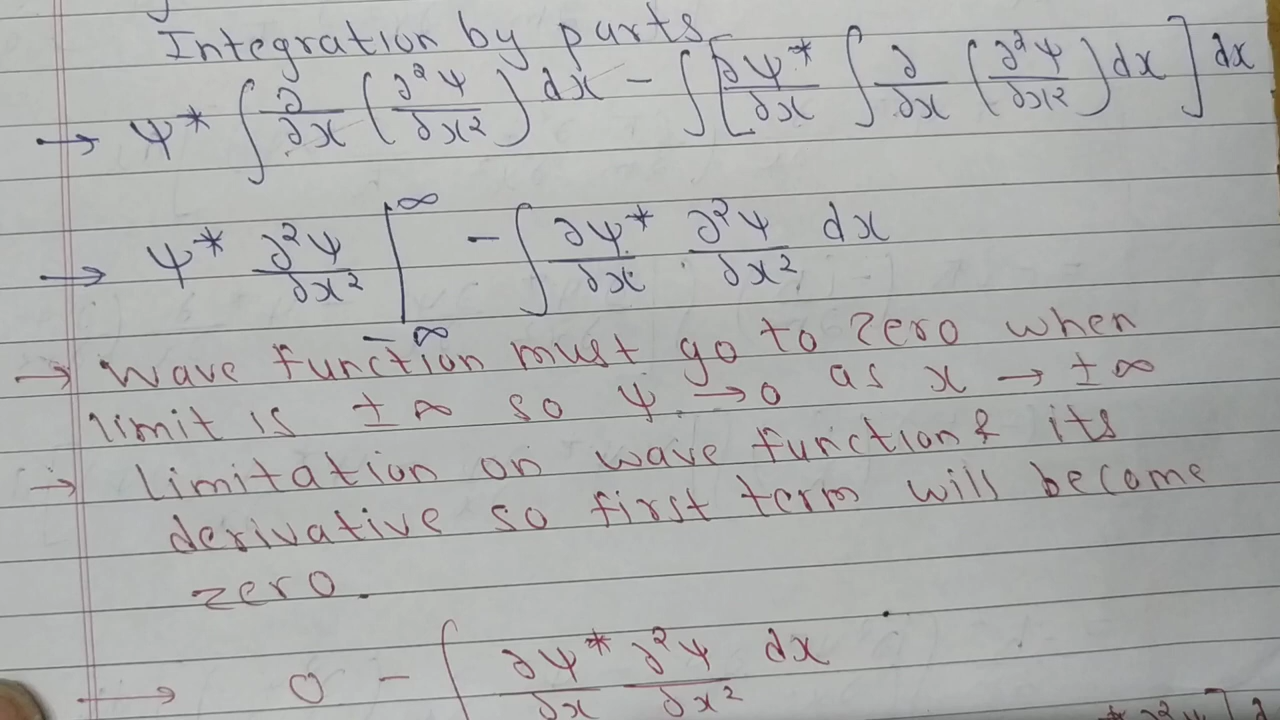 Integration by parts
→ ψ* ∫ ∂/∂x (∂²ψ/∂x²) dx - ∫ [∂ψ*/∂x ∫ ∂/∂x (∂²ψ/∂x²) dx ] dx
→ ψ* ∂²ψ/∂x² |∞ -∞ - ∫ ∂ψ*/∂x ∂²ψ/∂x² dx
→ wave function must go to zero when
limit is ±∞ so ψ → 0 as x → ±∞
→ limitation on wave function & its
derivative so first term will become
zero.
→ 0 - ∫ ∂ψ*/∂x ∂²ψ/∂x² dx